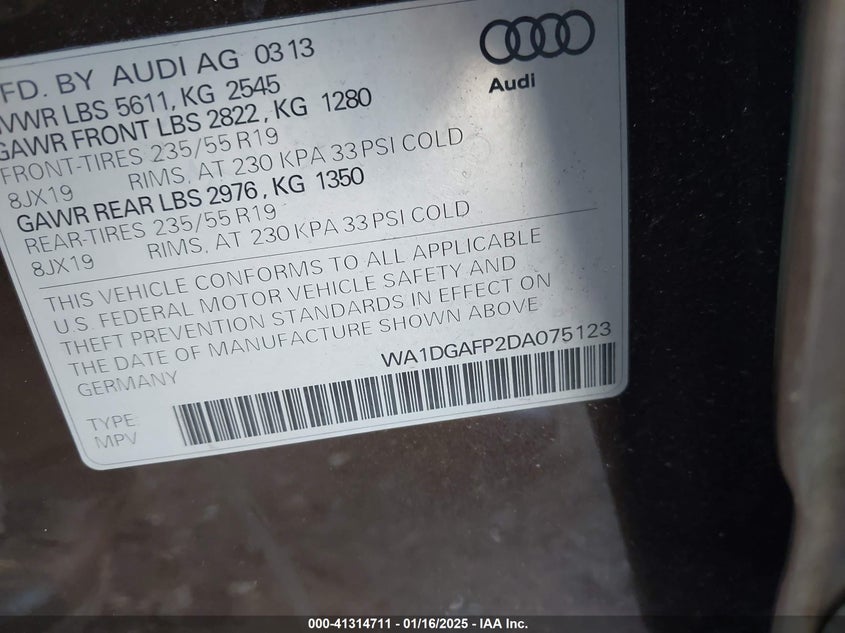 FD. BY AUDI AG 03 13
VWR LBS 5611, KG 2545
GAWR FRONT LBS 2822, KG 1280
FRONT-TIRES 235/55 R19
8JX19 RIMS. AT 230 KPA 33 PSI COLD
GAWR REAR LBS 2976, KG 1350
REAR-TIRES 235/55 R19
8JX19 RIMS. AT 230 KPA 33 PSI COLD
Audi
THIS VEHICLE CONFORMS TO ALL APPLICABLE
U.S. FEDERAL MOTOR VEHICLE SAFETY AND
THEFT PREVENTION STANDARDS IN EFFECT ON
THE DATE OF MANUFACTURE SHOWN ABOVE
GERMANY
WA1DGAFP2DA075123
TYPE:
MPV
000-41314711 - 01/16/2025 - IAA Inc.